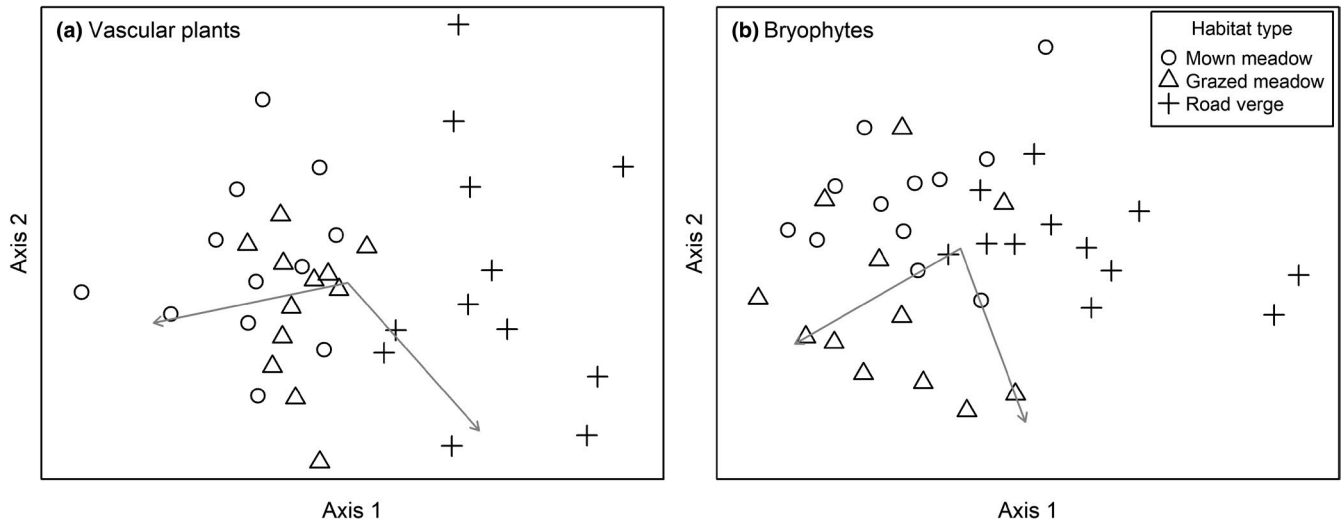 (a) Vascular plants
Axis 2
Axis 1
(b) Bryophytes
Habitat type
Mown meadow
Grazed meadow
Road verge
Axis 2
Axis 1